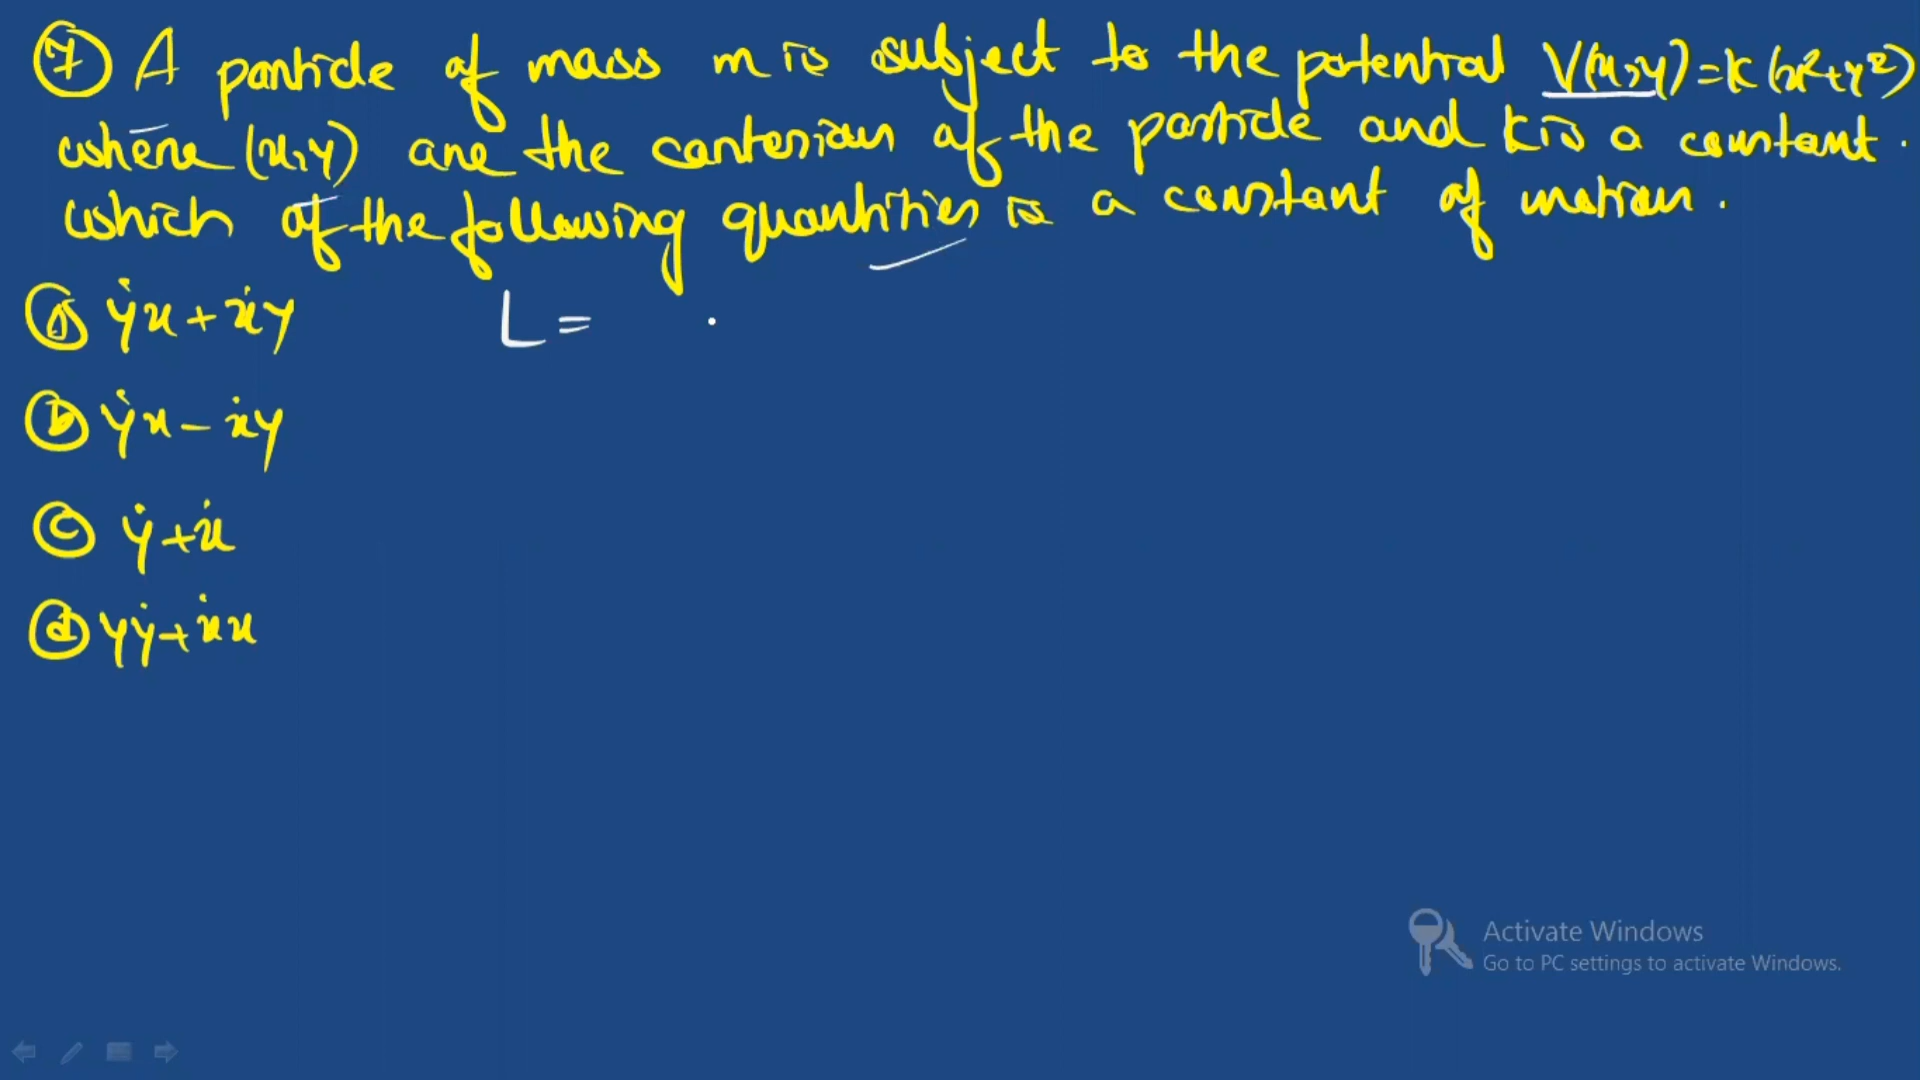 ⑦ A particle of mass m is subject to the potential V(x,y)=K(x²+y²)
where (x,y) are the cartesian of the particle and k is a constant.
which of the following quantities is a constant of motion.
ⓐ ẏx+ẋy
L= .
ⓑ ẏx-ẋy
ⓒ ẏ+ẋ
ⓓ yẏ+ẋx
Activate Windows
Go to PC settings to activate Windows.